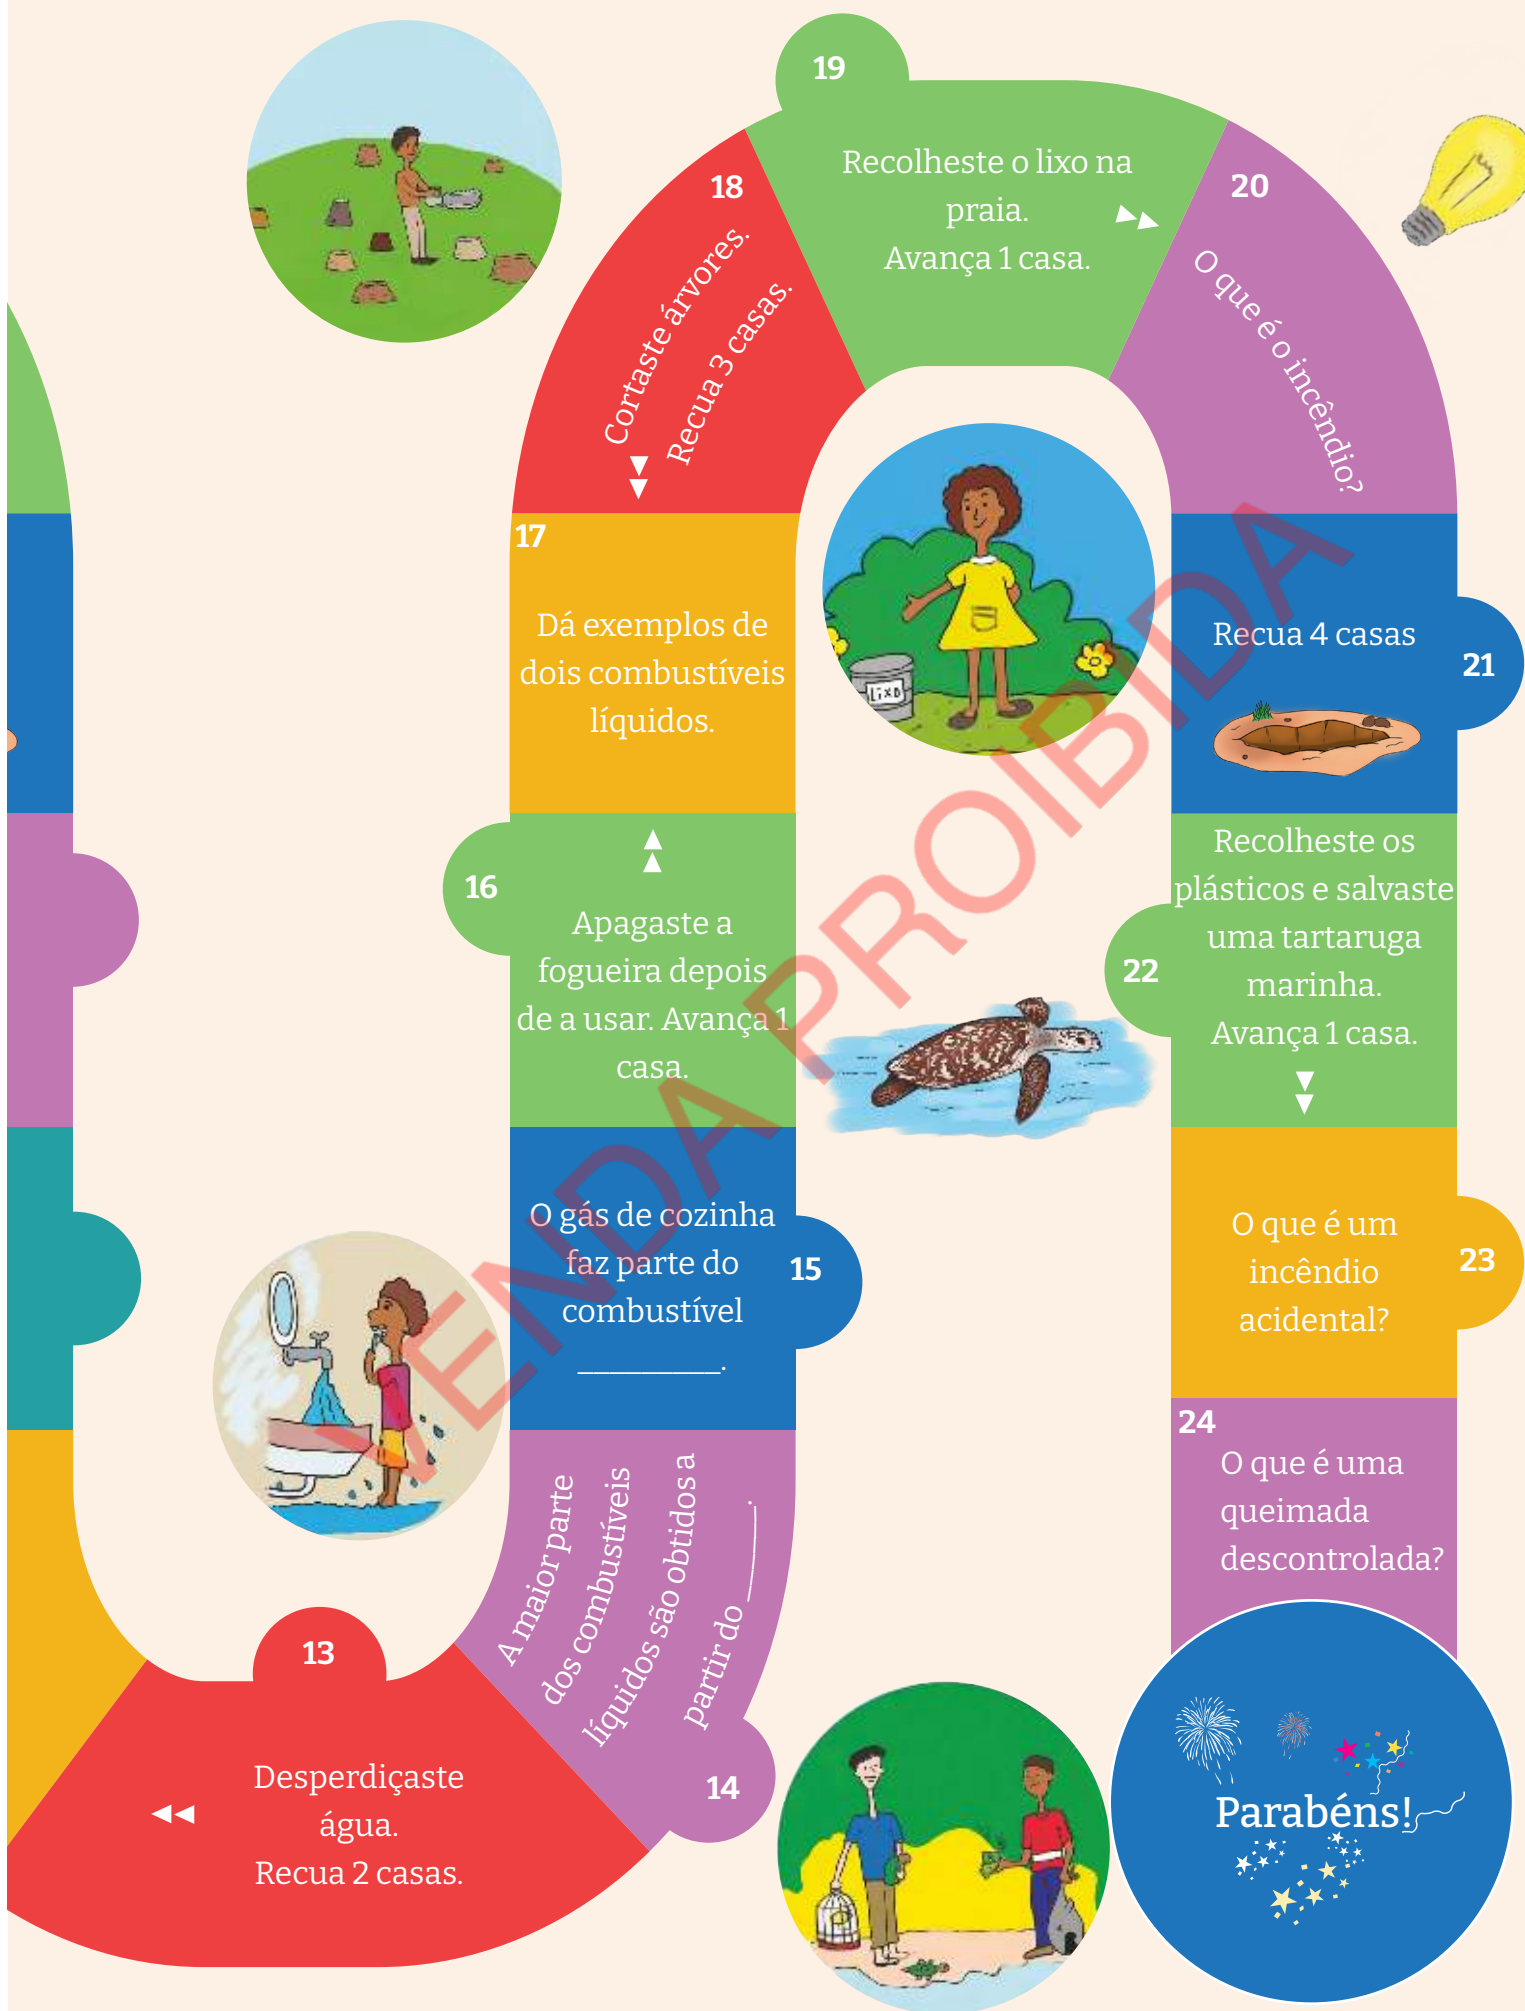 13
Desperdiçaste
água.
Recua 2 casas.
14
A maior parte
dos combustíveis
líquidos são obtidos a
partir do _______.
15
O gás de cozinha
faz parte do
combustível
_________.
16
Apagaste a
fogueira depois
de a usar. Avança 1
casa.
17
Dá exemplos de
dois combustíveis
líquidos.
18
Cortaste árvores.
Recua 3 casas.
19
Recolheste o lixo na
praia.
Avança 1 casa.
20
O que é o incêndio?
LIXO
21
Recua 4 casas
22
Recolheste os
plásticos e salvaste
uma tartaruga
marinha.
Avança 1 casa.
23
O que é um
incêndio
acidental?
24
O que é uma
queimada
descontrolada?
Parabéns!
VENDA PROIBIDA